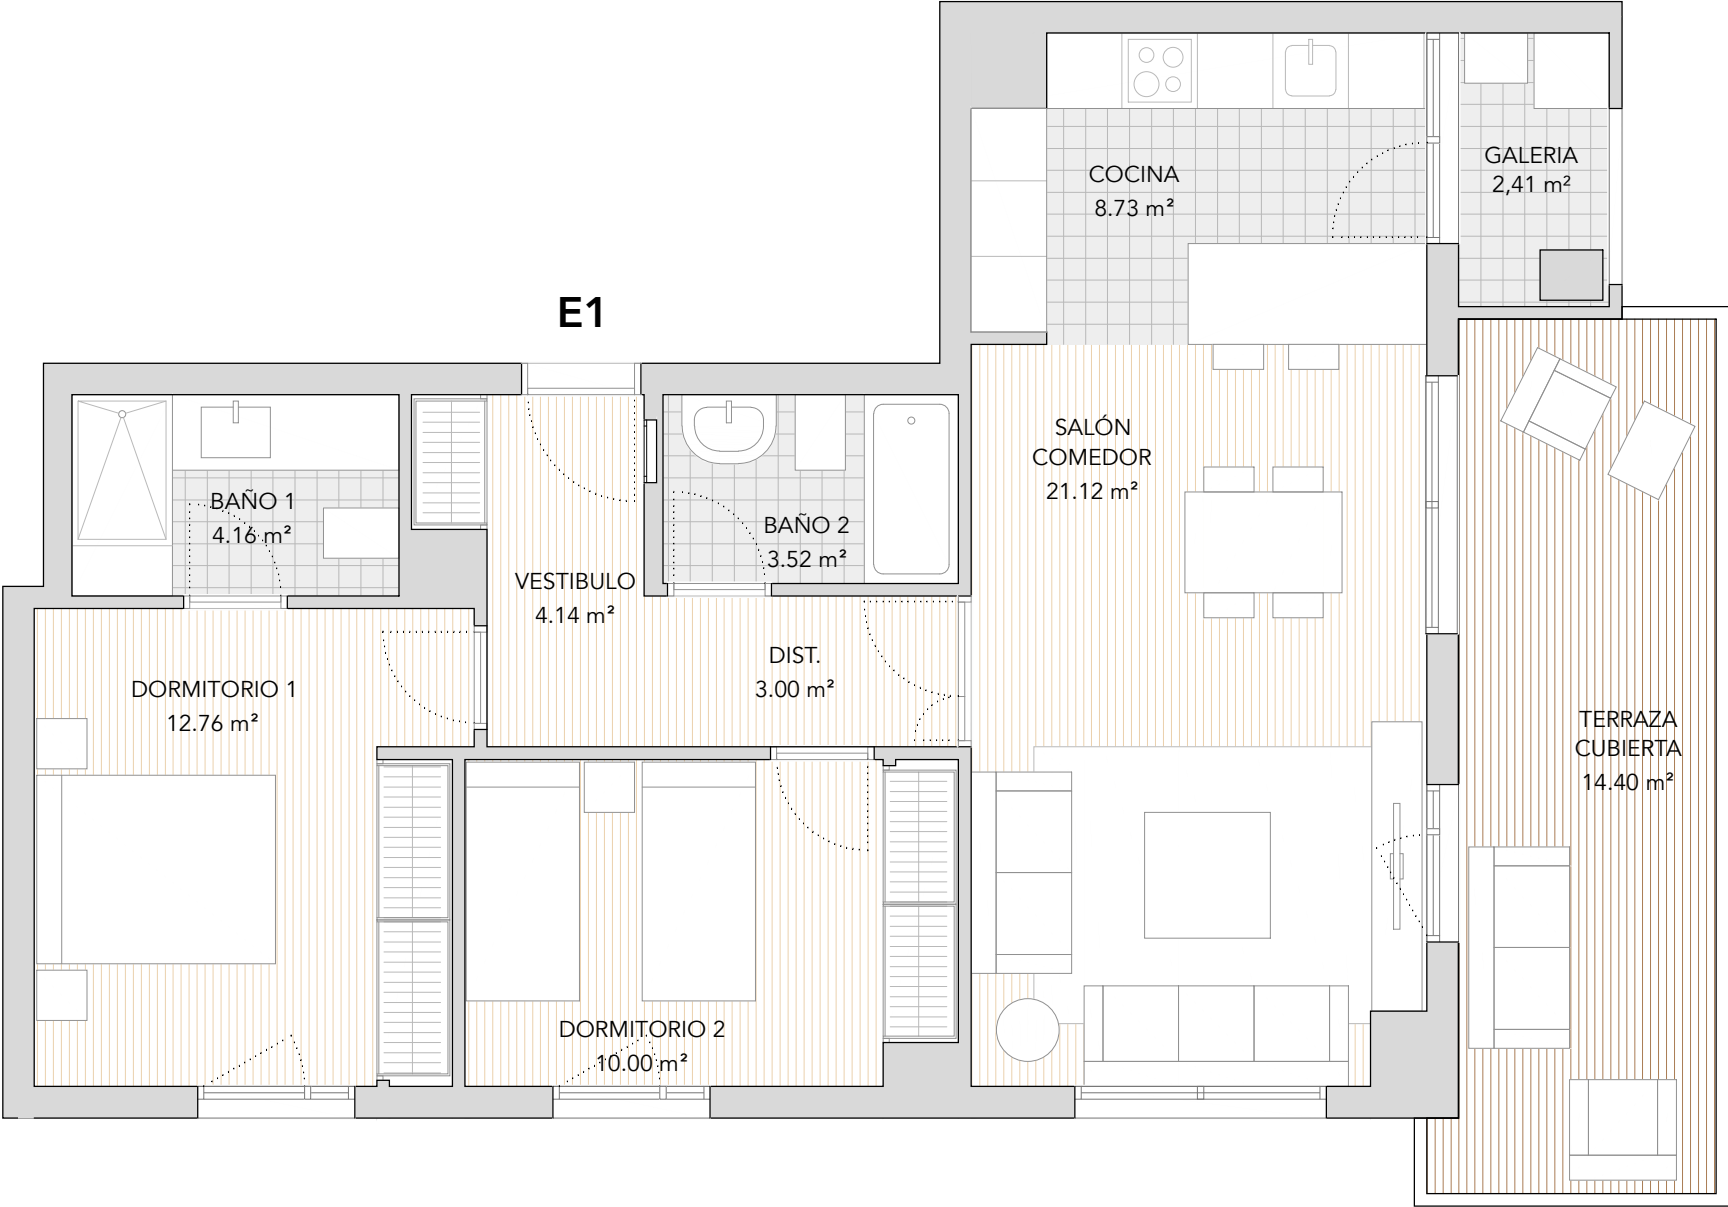 COCINA
8.73 m²
GALERIA
2,41 m²
E1
SALÓN
COMEDOR
21.12 m²
BAÑO 1
4.16 m²
BAÑO 2
3.52 m²
VESTIBULO
4.14 m²
DIST.
3.00 m²
DORMITORIO 1
12.76 m²
TERRAZA
CUBIERTA
14.40 m²
DORMITORIO 2
10.00 m²